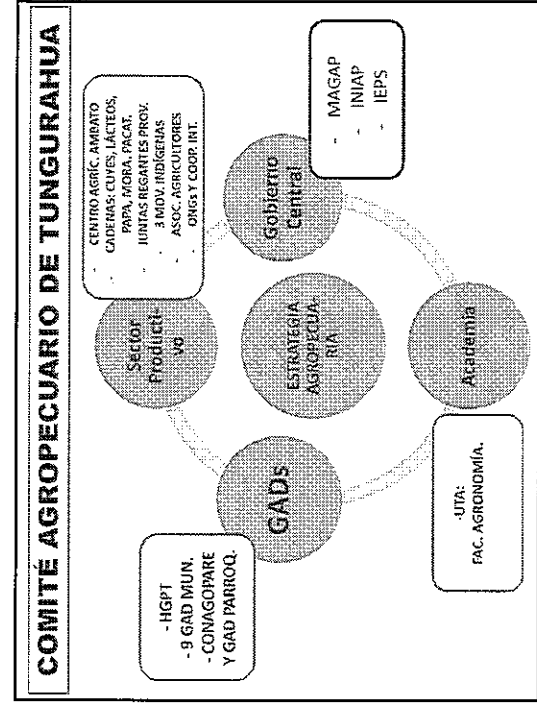 COMITÉ AGROPECUARIO DE TUNGURAHUA
- CENTRO AGRÍC. AMBATO
- CADENAS: CUYES, LÁCTEOS,
PAPA, MORA, PACAT,
- JUNTAS REGANTES PROV.
- 3 MOV. INDÍGENAS
- ASOC. AGRICULTORES
- ONGs Y COOP. INT.
Sector
Producti-
vo
- HGPT
- 9 GAD MUN.
- CONAGOPARE
Y GAD PARROQ.
GADs
ESTRATEGIA
AGROPECUA-
RIA
Gobierno
Central
- MAGAP
- INIAP
- IEPS
Academia
-UTA:
FAC. AGRONOMÍA.